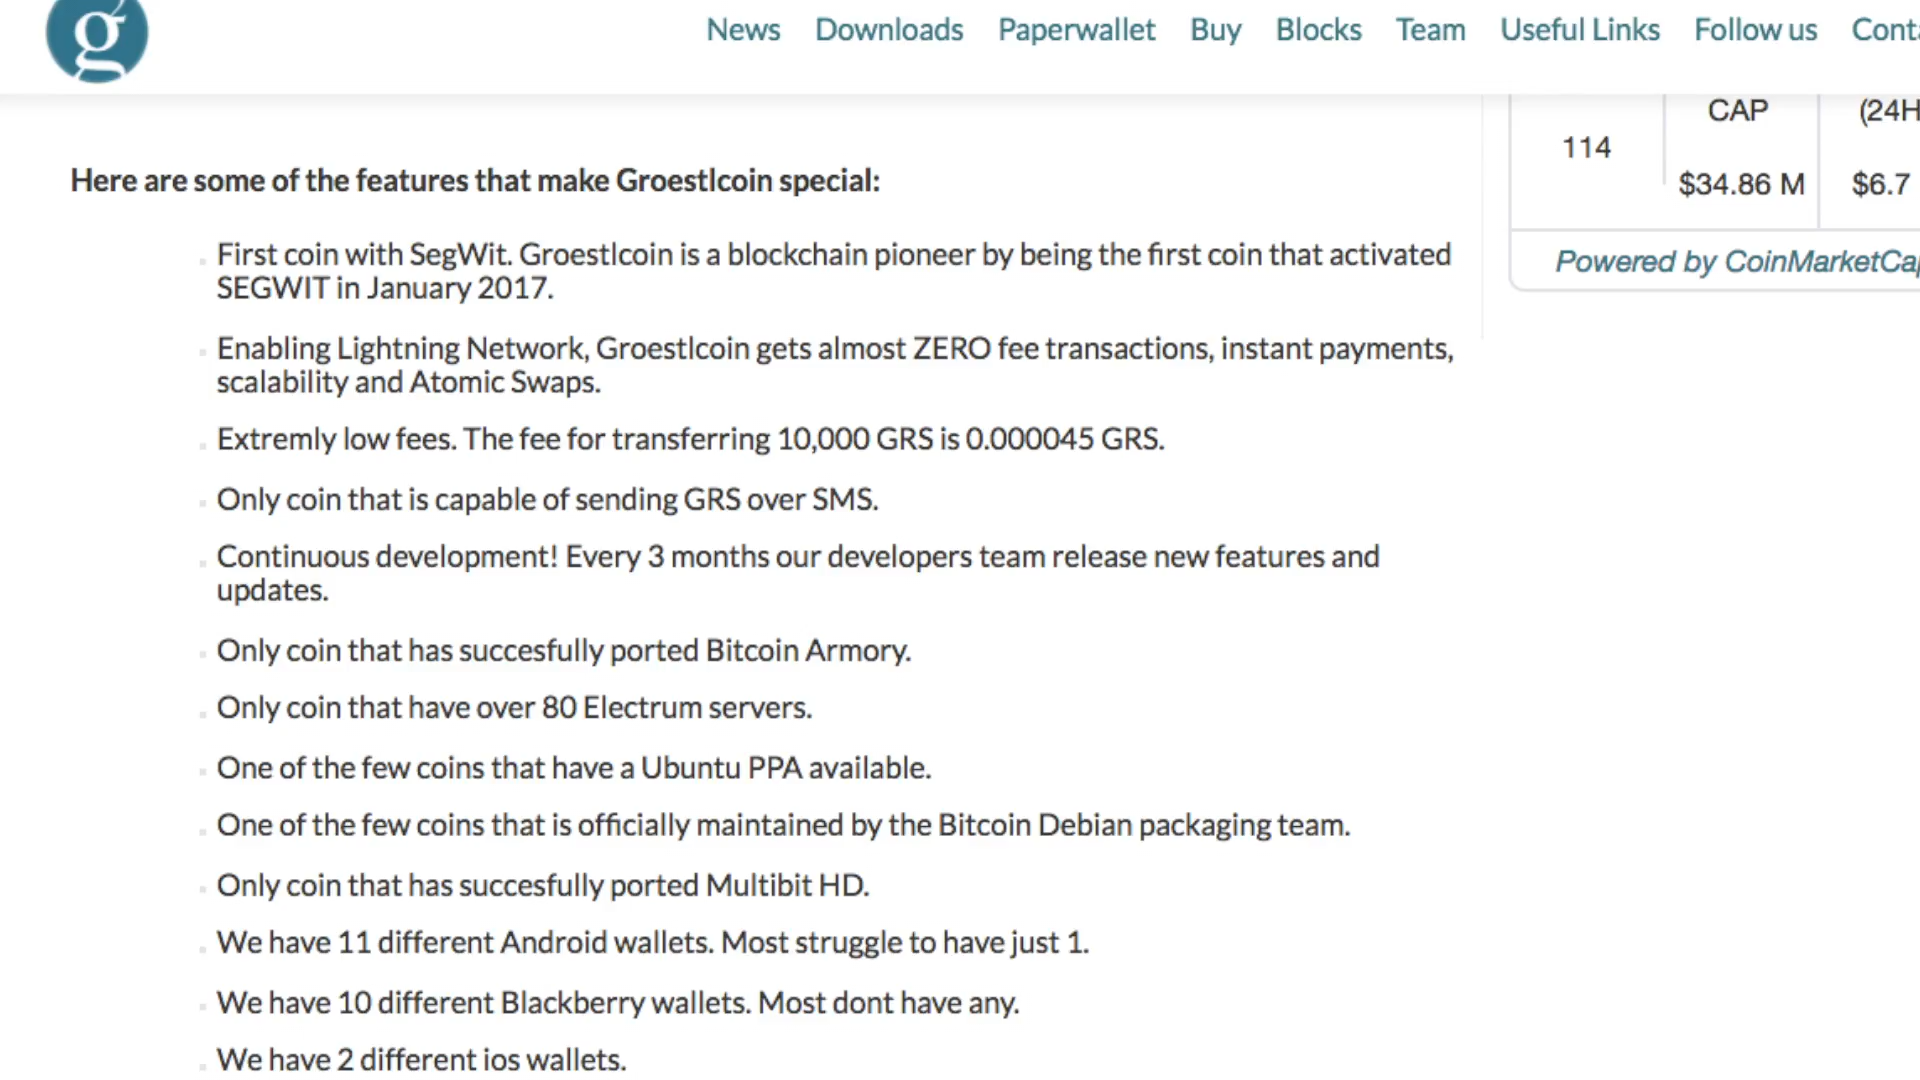 g
News Downloads Paperwallet Buy Blocks Team Useful Links Follow us
CAP (24H
114
$34.86 M $6.7
Powered by
Here are some of the features that make Groestlcoin special:
First coin with SegWit. Groestlcoin is a blockchain pioneer by being the first coin that activated
SEGWIT in January 2017.
Enabling Lightning Network, Groestlcoin gets almost ZERO fee transactions, instant payments,
scalability and Atomic Swaps.
Extremly low fees. The fee for transferring 10,000 GRS is 0.000045 GRS.
Only coin that is capable of sending GRS over SMS.
Continuous development! Every 3 months our developers team release new features and
updates.
Only coin that has succesfully ported Bitcoin Armory.
Only coin that have over 80 Electrum servers.
One of the few coins that have a Ubuntu PPA available.
One of the few coins that is officially maintained by the Bitcoin Debian packaging team.
Only coin that has succesfully ported Multibit HD.
We have 11 different Android wallets. Most struggle to have just 1.
We have 10 different Blackberry wallets. Most dont have any.
We have 2 different ios wallets.